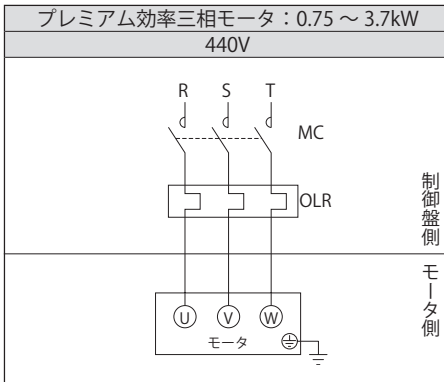 プレミアム効率三相モータ：0.75 ～ 3.7kW
440V
R S T
MC
OLR
制御盤側
モータ側
U V W
モータ